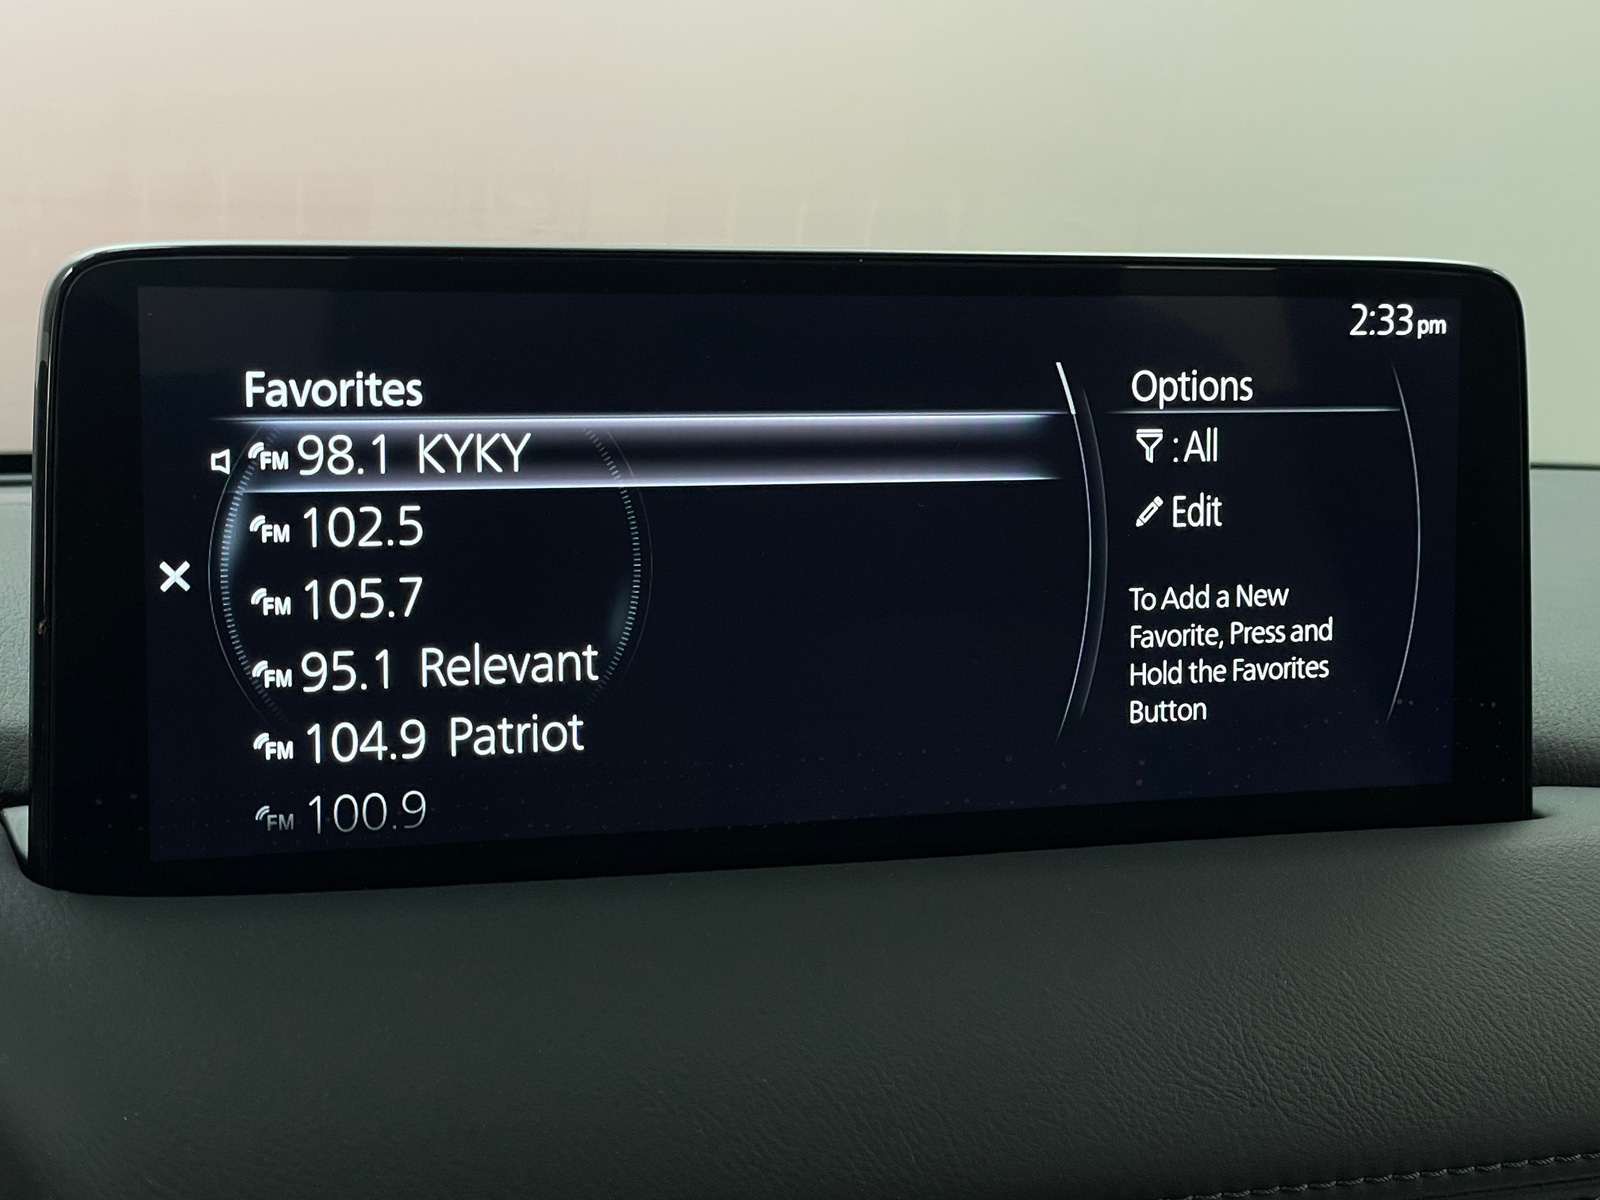 2:33pm
Favorites
FM 98.1 KYKY
FM 102.5
FM 105.7
FM 95.1 Relevant
FM 104.9 Patriot
FM 100.9
Options
: All
Edit
To Add a New
Favorite, Press and
Hold the Favorites
Button